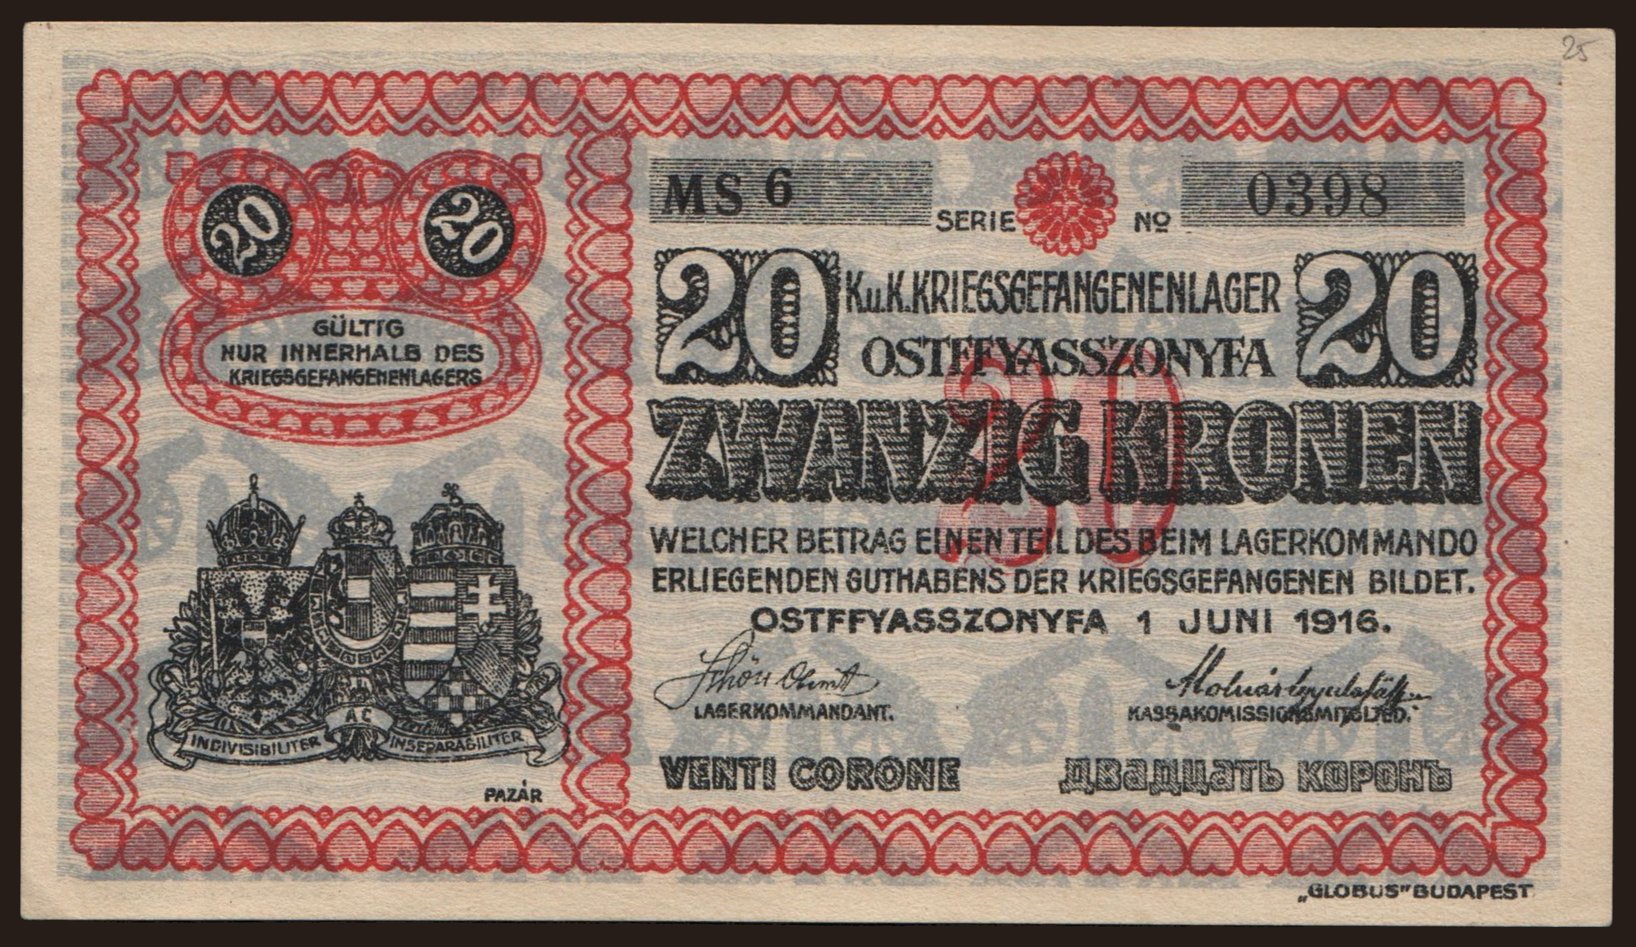 25
MS 6 SERIE No 0398
20 20
GÜLTIG
NUR INNERHALB DES
KRIEGSGEFANGENENLAGERS
20 K.u.K. KRIEGSGEFANGENENLAGER 20
OSTFFYASSZONYFA
20
ZWANZIG KRONEN
WELCHER BETRAG EINEN TEIL DES BEIM LAGERKOMMANDO
ERLIEGENDEN GUTHABENS DER KRIEGSGEFANGENEN BILDET.
OSTFFYASSZONYFA 1 JUNI 1916.
LAGERKOMMANDANT. KASSAKOMISSIONSMITGLIED.
INDIVISIBILITER AC INSEPARABILITER
VENTI CORONE ДВАДЦАТЬ КОРОНЪ
PAZÁR
„GLOBUS" BUDAPEST